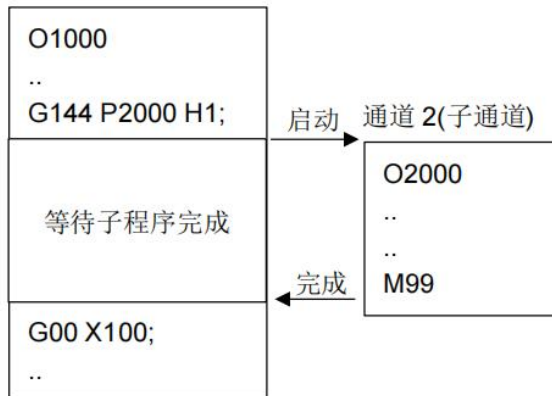 O1000
..
G144 P2000 H1;
启动
通道 2(子通道)
等待子程序完成
O2000
..
..
M99
完成
G00 X100;
..